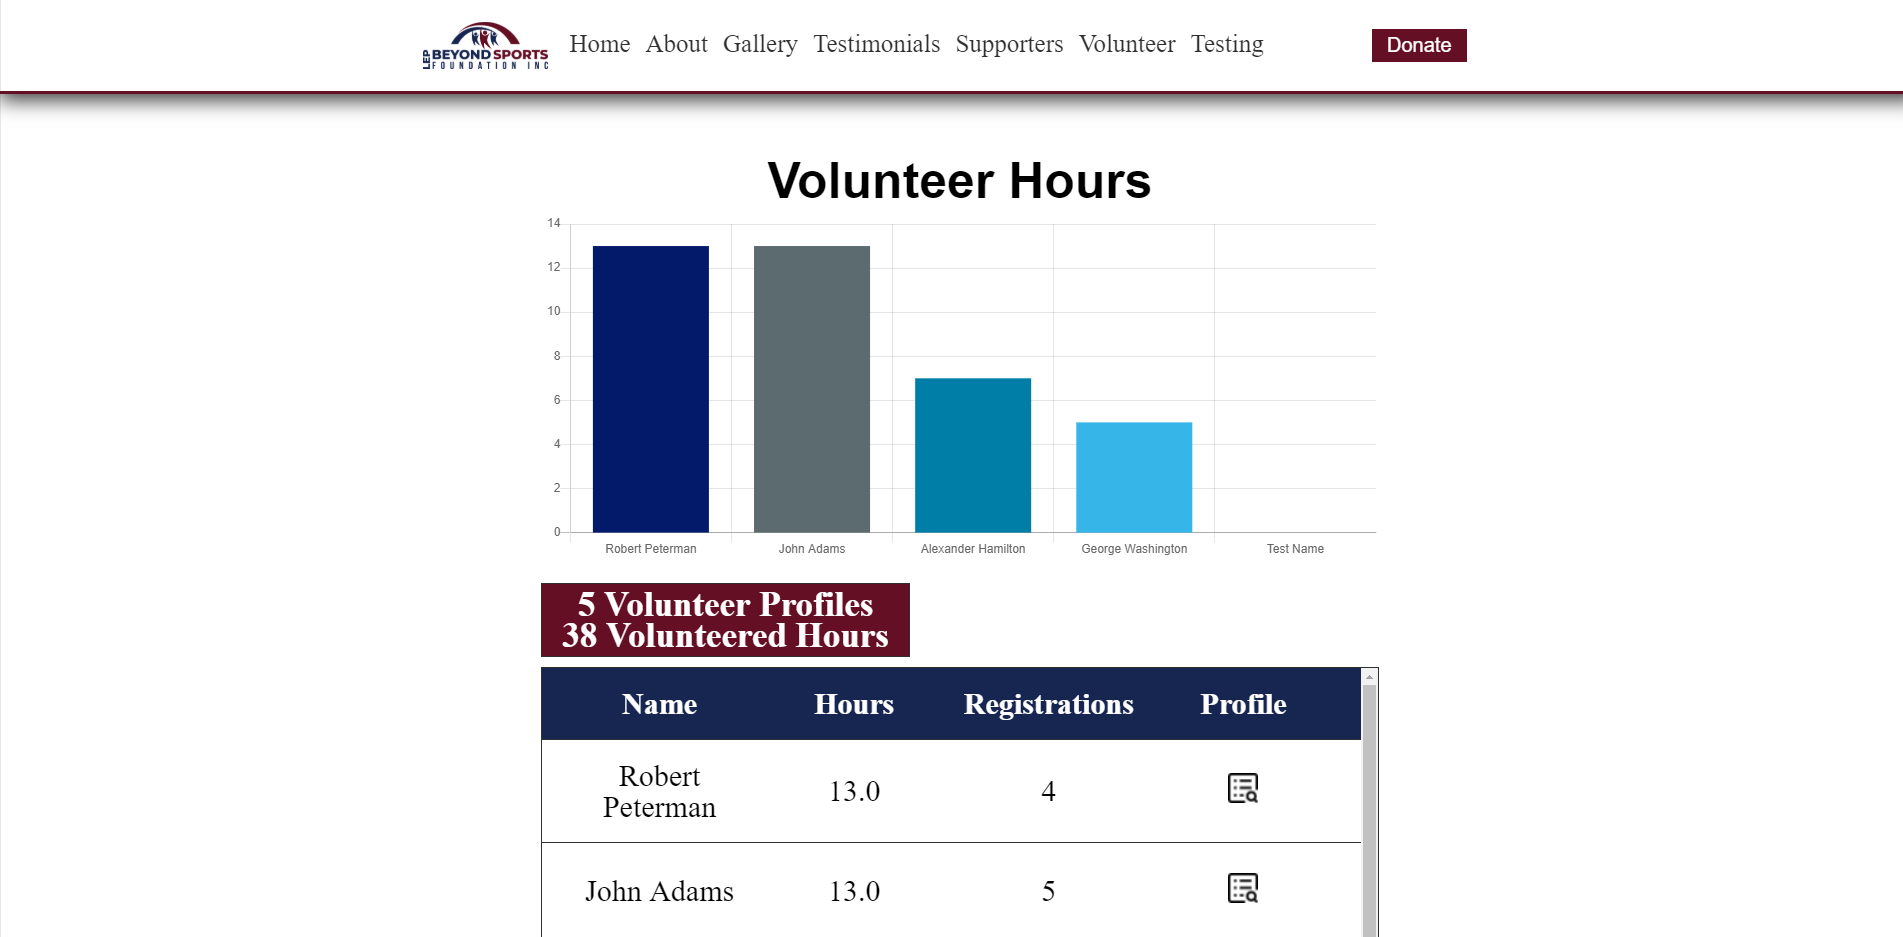 LEP
BEYOND SPORTS
FOUNDATION INC
Home About Gallery Testimonials Supporters Volunteer Testing
Donate
Volunteer Hours
14
12
10
8
6
4
2
0
Robert Peterman John Adams Alexander Hamilton George Washington Test Name
5 Volunteer Profiles
38 Volunteered Hours
Name Hours Registrations Profile
Robert
Peterman 13.0 4
John Adams 13.0 5